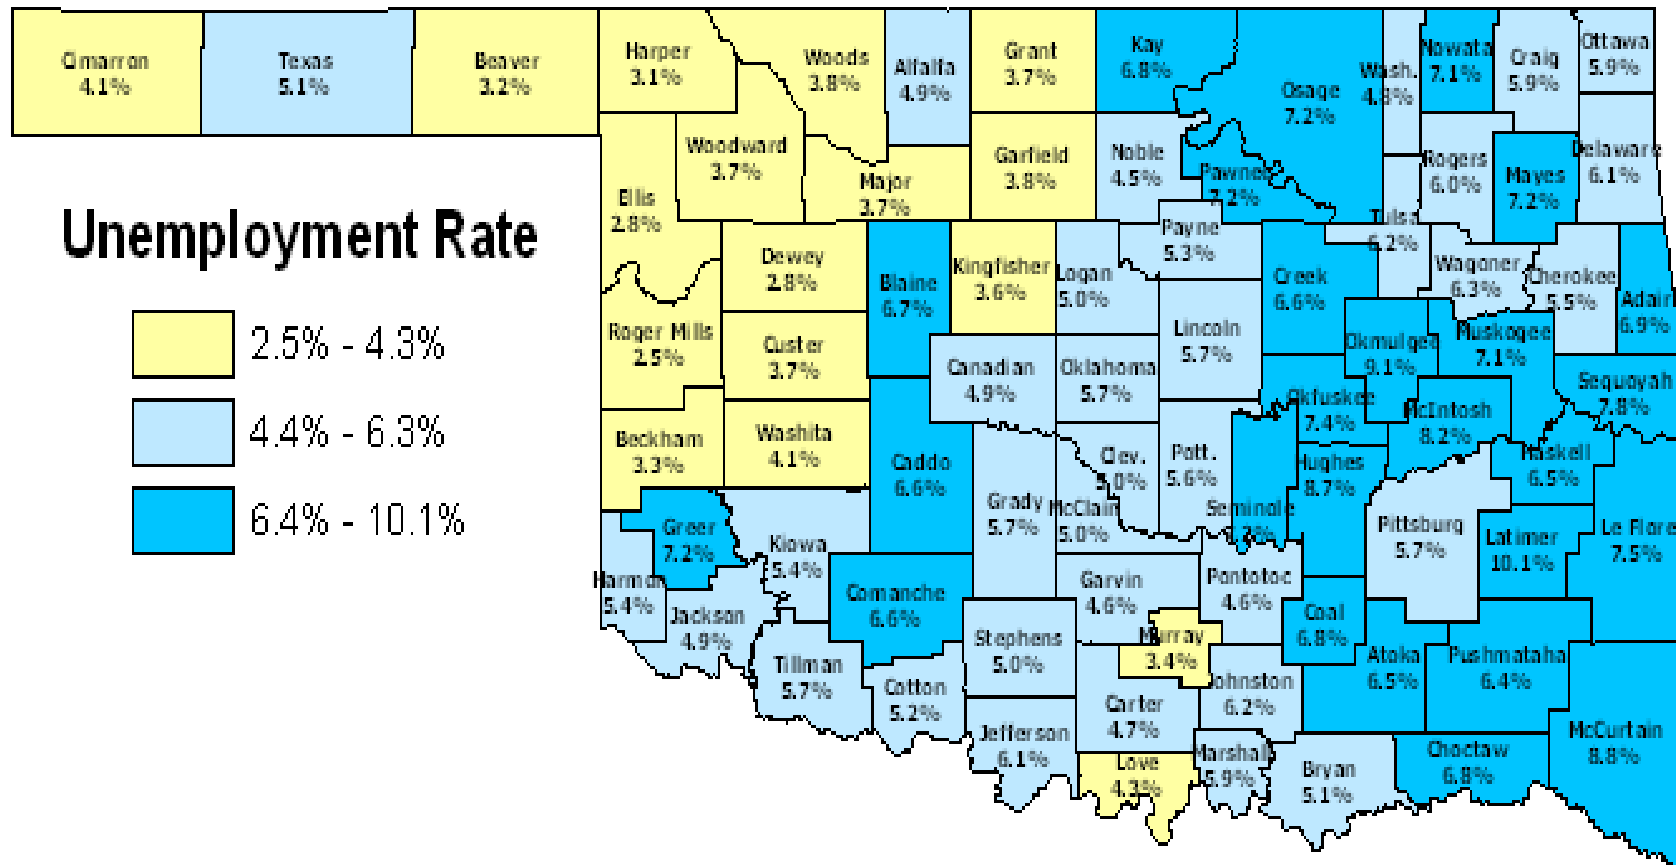 Cimarron
4.1%
Texas
5.1%
Beaver
3.2%
Harper
3.1%
Woods
3.8%
Alfalfa
4.9%
Grant
3.7%
Kay
6.8%
Osage
7.2%
Wash.
4.8%
Nowata
7.1%
Craig
5.9%
Ottawa
5.9%
Woodward
3.7%
Ellis
2.8%
Major
3.7%
Garfield
3.8%
Noble
4.5%
Pawnee
7.2%
Rogers
6.0%
Mayes
7.2%
Delaware
6.1%
Unemployment Rate
2.5% - 4.3%
4.4% - 6.3%
6.4% - 10.1%
Dewey
2.8%
Blaine
6.7%
Kingfisher
3.6%
Logan
5.0%
Payne
5.3%
Creek
6.6%
Tulsa
6.2%
Wagoner
6.3%
Cherokee
5.5%
Adair
6.9%
Roger Mills
2.5%
Custer
3.7%
Canadian
4.9%
Oklahoma
5.7%
Lincoln
5.7%
Okmulgee
9.1%
Muskogee
7.1%
Sequoyah
7.8%
Beckham
3.3%
Washita
4.1%
Caddo
6.6%
Grady
5.7%
Clev.
5.0%
McClain
5.0%
Pott.
5.6%
Seminole
Okfuskee
7.4%
Hughes
8.7%
McIntosh
8.2%
Haskell
6.5%
Greer
7.2%
Kiowa
5.4%
Harmon
5.4%
Jackson
4.9%
Comanche
6.6%
Tillman
5.7%
Cotton
5.2%
Stephens
5.0%
Jefferson
6.1%
Garvin
4.6%
Murray
3.4%
Carter
4.7%
Love
4.3%
Pontotoc
4.6%
Johnston
6.2%
Marshall
5.9%
Bryan
5.1%
Coal
6.8%
Atoka
6.5%
Pittsburg
5.7%
Latimer
10.1%
Le Flore
7.5%
Pushmataha
6.4%
Choctaw
6.8%
McCurtain
8.8%